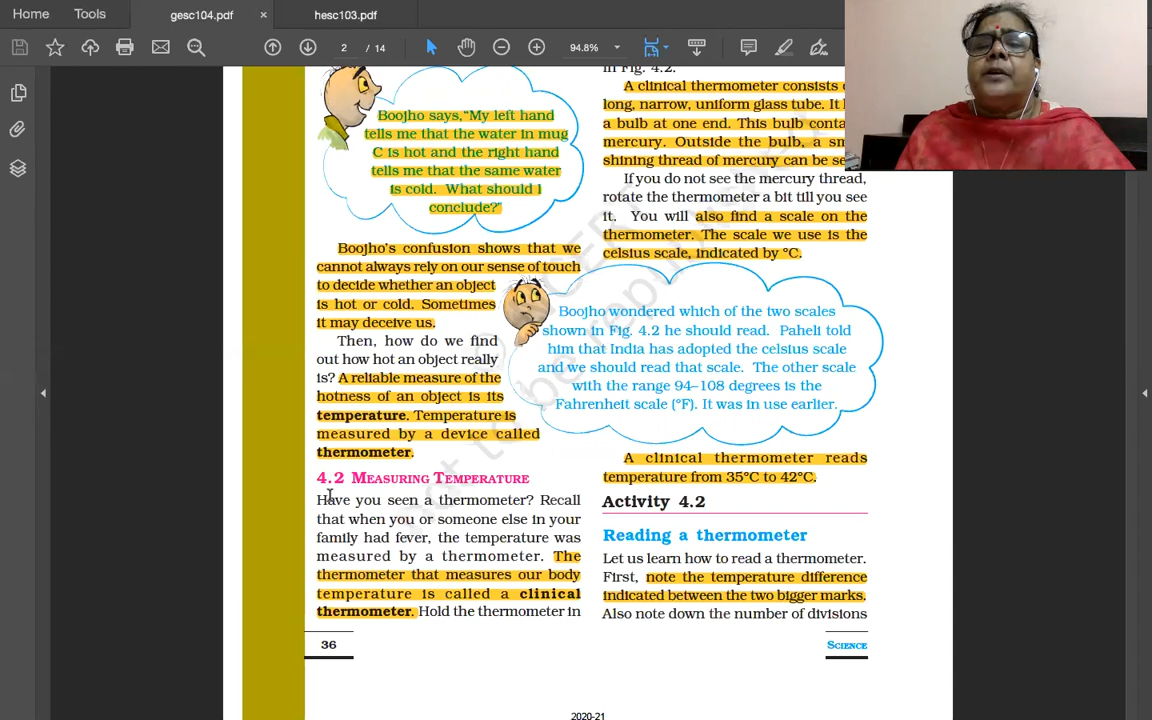 Home
Tools
gesc104.pdf
×
hesc103.pdf
2 / 14
94.8%
Boojho says, "My left hand
tells me that the water in mug
C is hot and the right hand
tells me that the same water
is cold. What should I
conclude?"
Boojho's confusion shows that we
cannot always rely on our sense of touch
to decide whether an object
is hot or cold. Sometimes
it may deceive us.
Then, how do we find
out how hot an object really
is? A reliable measure of the
hotness of an object is its
temperature. Temperature is
measured by a device called
thermometer.
4.2 MEASURING TEMPERATURE
Have you seen a thermometer? Recall
that when you or someone else in your
family had fever, the temperature was
measured by a thermometer. The
thermometer that measures our body
temperature is called a clinical
thermometer. Hold the thermometer in
in Fig. 4.2.
A clinical thermometer consists
long, narrow, uniform glass tube. It
a bulb at one end. This bulb
mercury. Outside the bulb, a
shining thread of mercury can be
If you do not see the mercury thread,
rotate the thermometer a bit till you see
it. You will also find a scale on the
thermometer. The scale we use is the
celsius scale, indicated by °C.
Boojho wondered which of the two scales
shown in Fig. 4.2 he should read. Paheli told
him that India has adopted the celsius scale
and we should read that scale. The other scale
with the range 94–108 degrees is the
Fahrenheit scale (°F). It was in use earlier.
A clinical thermometer reads
temperature from 35°C to 42°C.
Activity 4.2
Reading a thermometer
Let us learn how to read a thermometer.
First, note the temperature difference
indicated between the two bigger marks.
Also note down the number of divisions
36
SCIENCE
2020-21